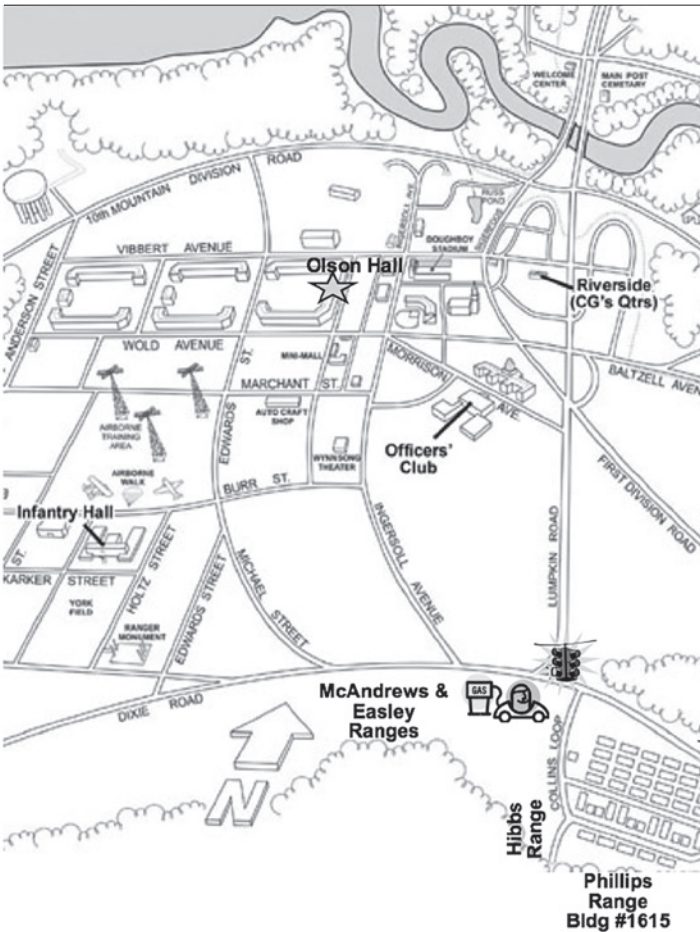 WELCOME
CENTER
MAIN POST
CEMETARY
10th MOUNTAIN DIVISION ROAD
RUSS
POND
INGERSOLL AVE
VIBBERT AVENUE
DOUGHBOY
STADIUM
ANDERSON STREET
Olson Hall
Riverside
(CG's Qtrs)
WOLD AVENUE
ST.
MINI-MALL
MORRISON AVE.
BALTZELL AVEN
MARCHANT ST.
AIRBORNE
TRAINING
AREA
EDWARDS
AUTO CRAFT
SHOP
WYNNSONG
THEATER
Officers'
Club
AIRBORNE
WALK
BURR ST.
FIRST DIVISION ROAD
Infantry Hall
ST.
INGERSOLL AVENUE
LUMPKIN ROAD
KARKER STREET
HOLTZ STREET
MICHAEL STREET
YORK
FIELD
EDWARDS STREET
RANGER
MONUMENT
DIXIE ROAD
McAndrews &
Easley
Ranges
GAS
COLLINS LOOP
N
Hibbs
Range
Phillips
Range
Bldg #1615